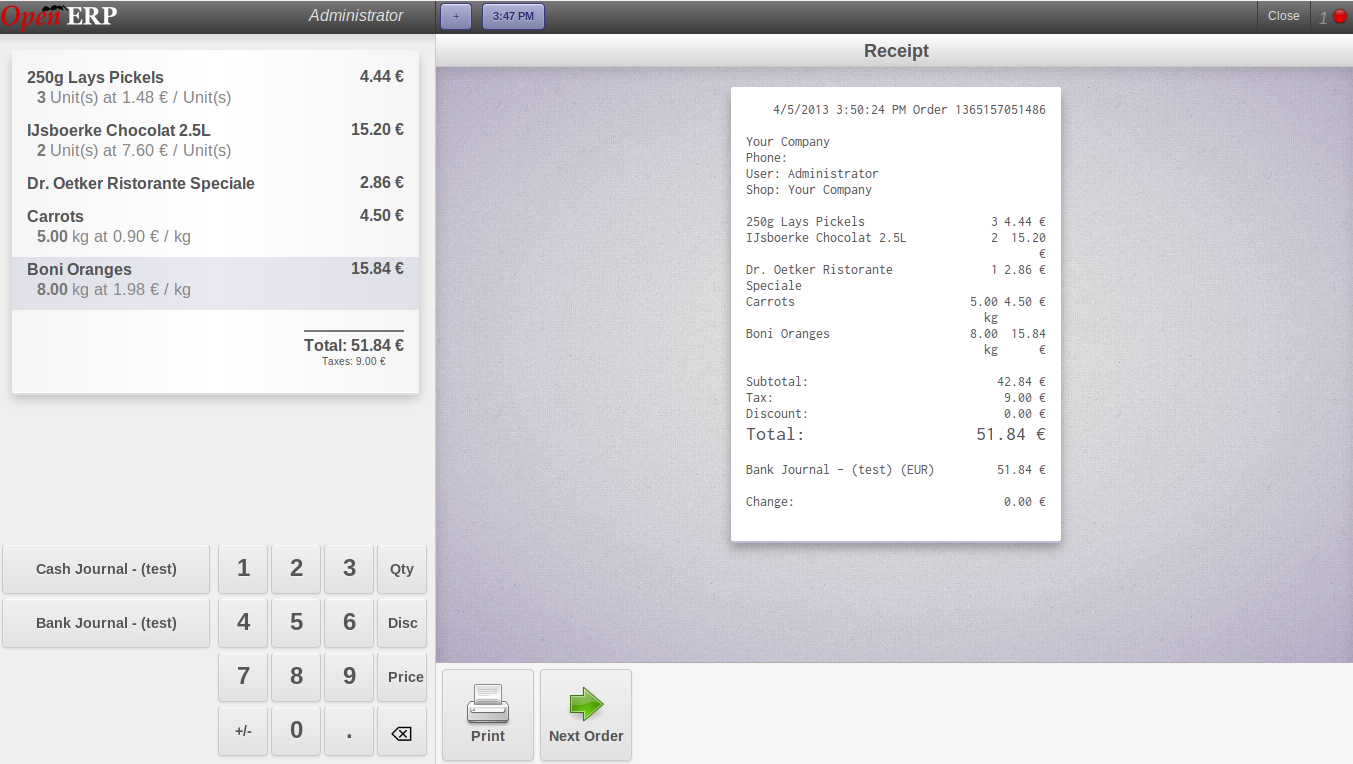 Open ERP
Administrator
+
3:47 PM
Close
1
250g Lays Pickels 4.44 €
3 Unit(s) at 1.48 € / Unit(s)
IJsboerke Chocolat 2.5L 15.20 €
2 Unit(s) at 7.60 € / Unit(s)
Dr. Oetker Ristorante Speciale 2.86 €
Carrots 4.50 €
5.00 kg at 0.90 € / kg
Boni Oranges 15.84 €
8.00 kg at 1.98 € / kg
Total: 51.84 €
Taxes: 9.00 €
Cash Journal - (test)
Bank Journal - (test)
1 2 3 Qty
4 5 6 Disc
7 8 9 Price
+/- 0 .
Receipt
4/5/2013 3:50:24 PM Order 1365157051486
Your Company
Phone:
User: Administrator
Shop: Your Company
250g Lays Pickels 3 4.44 €
IJsboerke Chocolat 2.5L 2 15.20
€
Dr. Oetker Ristorante 1 2.86 €
Speciale
Carrots 5.00 4.50 €
kg
Boni Oranges 8.00 15.84
kg €
Subtotal: 42.84 €
Tax: 9.00 €
Discount: 0.00 €
Total: 51.84 €
Bank Journal - (test) (EUR) 51.84 €
Change: 0.00 €
Print
Next Order